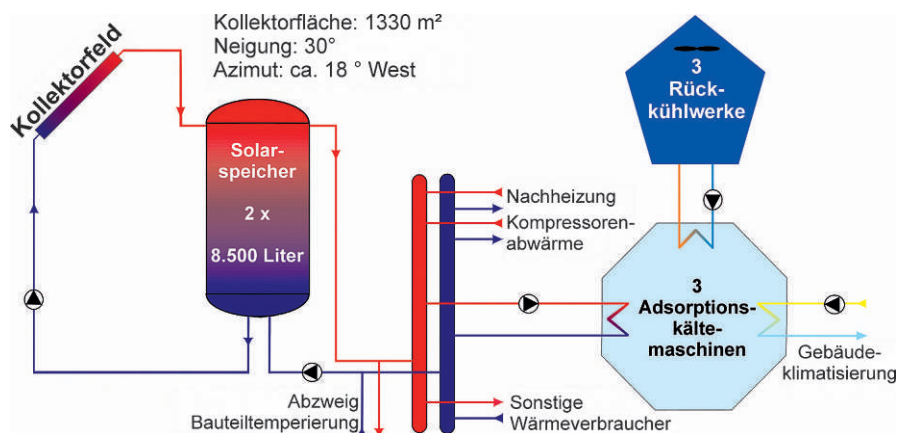 Kollektorfläche: 1330 m²
Neigung: 30°
Azimut: ca. 18 ° West
Kollektorfeld
Solar-
speicher
2 x
8.500 Liter
3
Rück-
kühlwerke
Nachheizung
Kompressoren-
abwärme
3
Adsorptions-
kälte-
maschinen
Gebäude-
klimatisierung
Abzweig
Bauteiltemperierung
Sonstige
Wärmeverbraucher